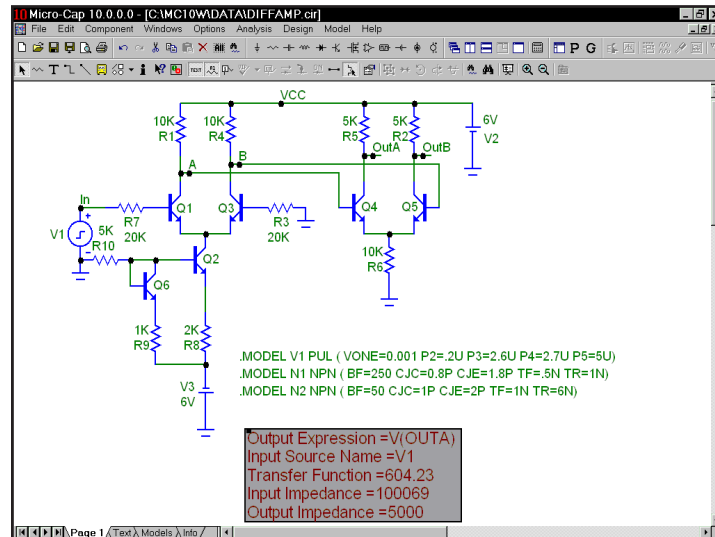 Micro-Cap 10.0.0.0 - [C:\MC10W\DATA\DIFFAMP.cir]
File Edit Component Windows Options Analysis Design Model Help
VCC
10K
R1
10K
R4
5K
R5
5K
R2
6V
V2
OutA
OutB
A
B
In
V1
R7
20K
Q1
Q3
R3
20K
Q4
Q5
5K
R10
Q2
Q6
10K
R6
1K
R9
2K
R8
V3
6V
.MODEL V1 PUL ( VONE=0.001 P2=.2U P3=2.6U P4=2.7U P5=5U)
.MODEL N1 NPN ( BF=250 CJC=0.8P CJE=1.8P TF=.5N TR=1N)
.MODEL N2 NPN ( BF=50 CJC=1P CJE=2P TF=1N TR=6N)
Output Expression =V(OUTA)
Input Source Name =V1
Transfer Function =604.23
Input Impedance =100069
Output Impedance =5000
Page 1 Text Models Info